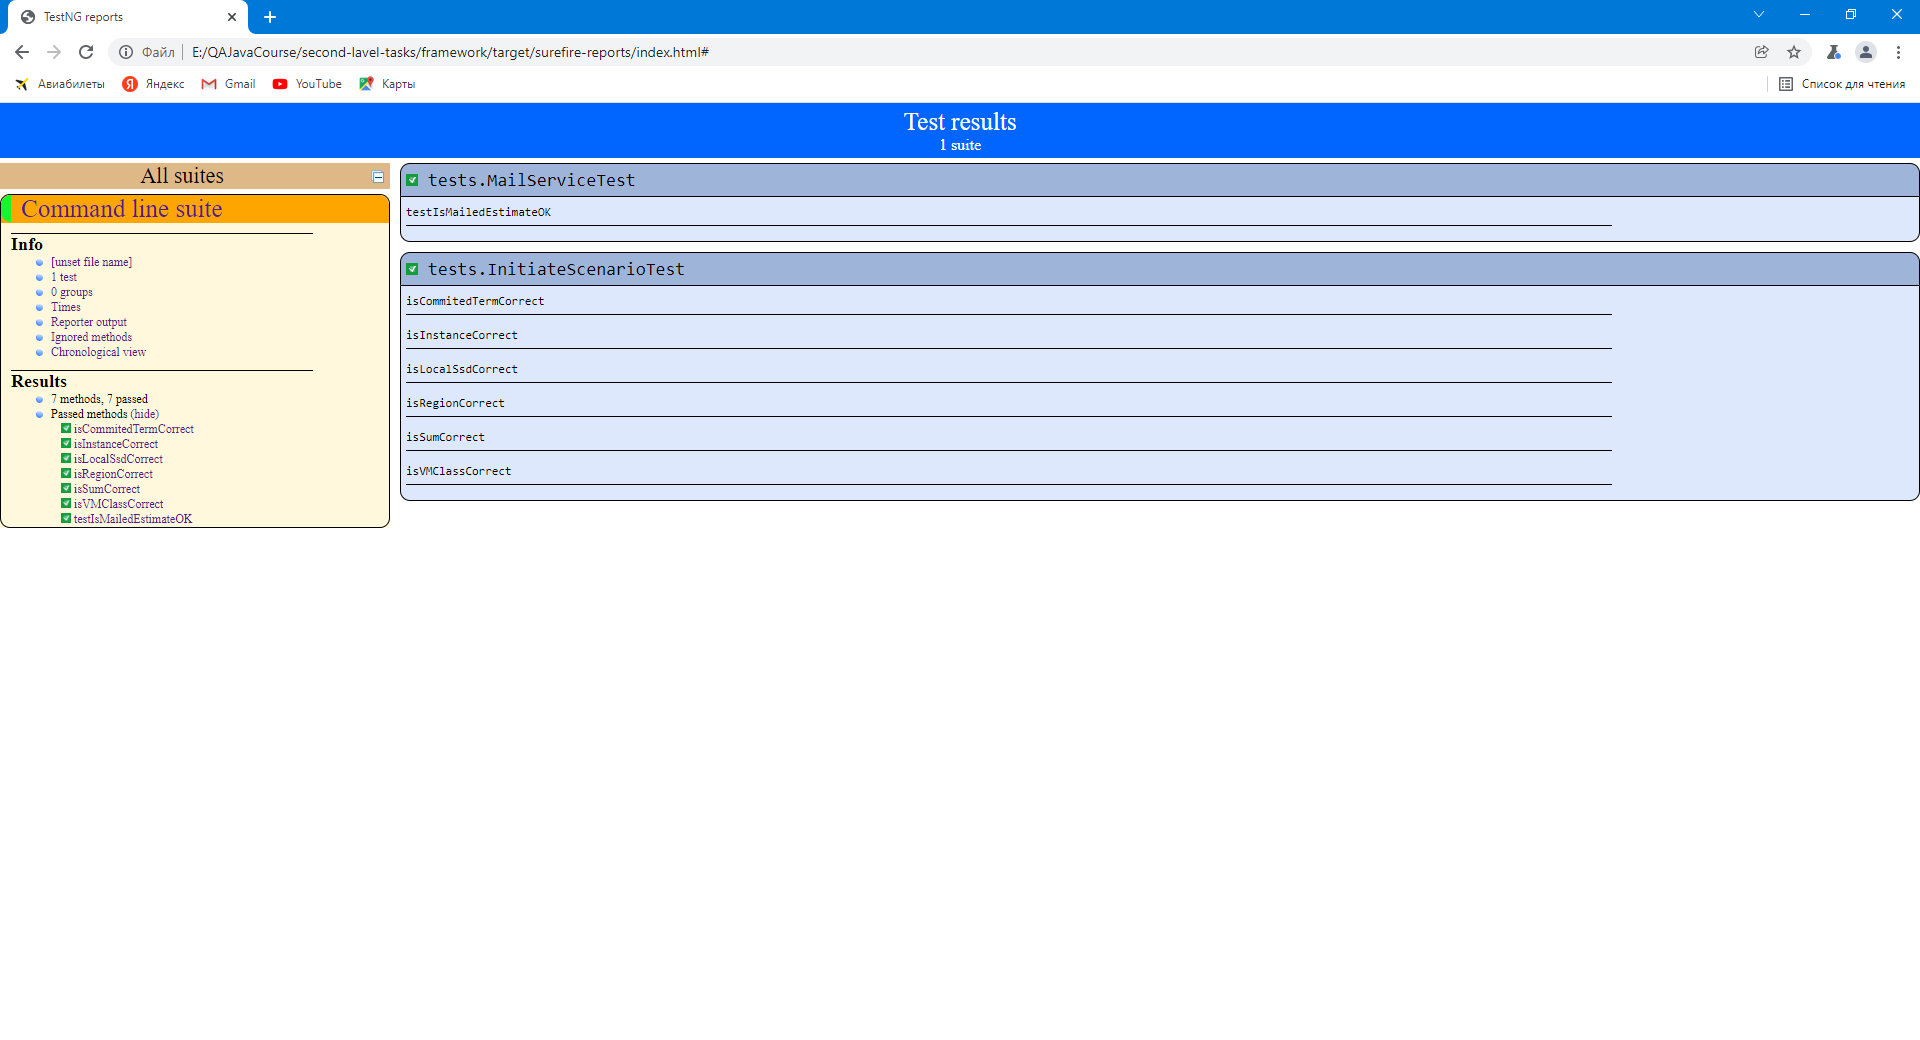 TestNG reports
Файл
E:/QAJavaCourse/second-lavel-tasks/framework/target/surefire-reports/index.html#
Авиабилеты
Яндекс
Gmail
YouTube
Карты
Список для чтения
Test results
1 suite
All suites
Command line suite
Info
[unset file name]
1 test
0 groups
Times
Reporter output
Ignored methods
Chronological view
Results
7 methods, 7 passed
Passed methods (hide)
isCommitedTermCorrect
isInstanceCorrect
isLocalSsdCorrect
isRegionCorrect
isSumCorrect
isVMClassCorrect
testIsMailedEstimateOK
tests.MailServiceTest
testIsMailedEstimateOK
tests.InitiateScenarioTest
isCommitedTermCorrect
isInstanceCorrect
isLocalSsdCorrect
isRegionCorrect
isSumCorrect
isVMClassCorrect